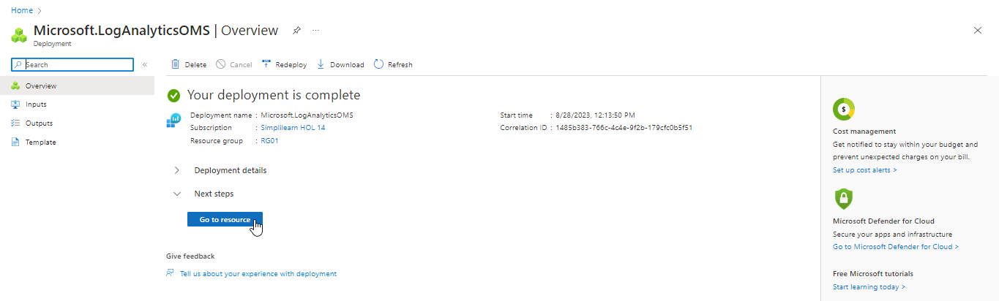 Home >
Microsoft.LogAnalyticsOMS | Overview ...
Deployment
Search «
Delete Cancel Redeploy Download Refresh
Overview
Inputs
Outputs
Template
Your deployment is complete
Deployment name : Microsoft.LogAnalyticsOMS
Subscription : Simplilearn HOL 14
Resource group : RG01
Start time : 8/28/2023, 12:13:50 PM
Correlation ID : 1485b383-766c-4c4e-9f2b-179cfc0b5f51
Deployment details
Next steps
Go to resource
Give feedback
Tell us about your experience with deployment
$
Cost management
Get notified to stay within your budget and
prevent unexpected charges on your bill.
Set up cost alerts >
Microsoft Defender for Cloud
Secure your apps and infrastructure
Go to Microsoft Defender for Cloud >
Free Microsoft tutorials
Start learning today >